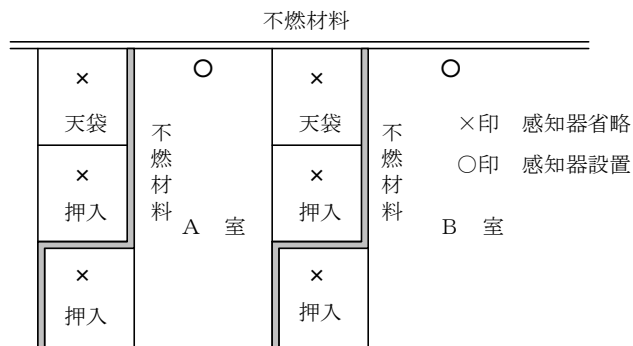 不燃材料
× ○ × ○
天袋 天袋
×印 感知器省略
○印 感知器設置
不燃材料 不燃材料
× ×
押入 押入
A 室 B 室
× ×
押入 押入